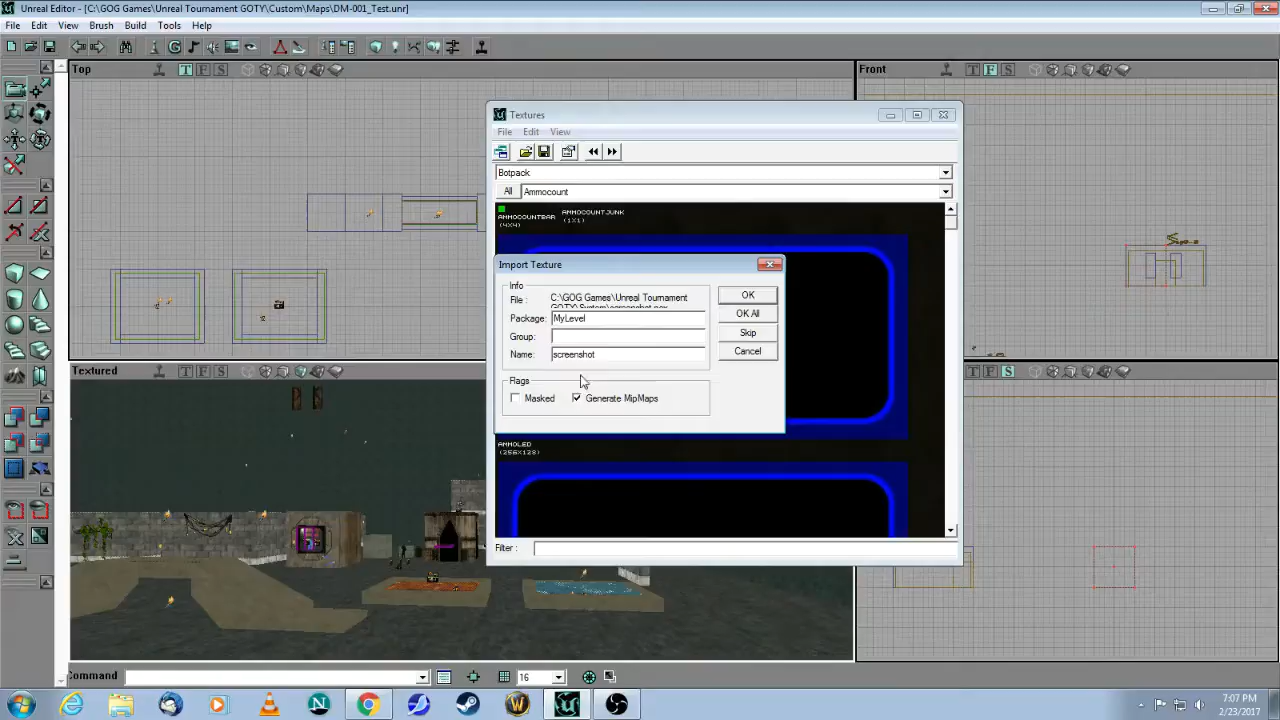 Unreal Editor - [C:\GOG Games\Unreal Tournament GOTY\Custom\Maps\DM-001_Test.unr]
File Edit View Brush Build Tools Help
Top
T F S
Front
T F S
Textures
File Edit View
Botpack
All Ammocount
AMMOCOUNTBAR
(4X4)
AMMOCOUNTJUNK
(1X1)
Import Texture
Info
File : C:\GOG Games\Unreal Tournament
Package: MyLevel
Group:
Name: screenshot
Flags
Masked Generate MipMaps
OK
OK All
Skip
Cancel
AMMOLED
(256X128)
Filter :
Textured
T F S
T F S
Command
16
7:07 PM
2/23/2017